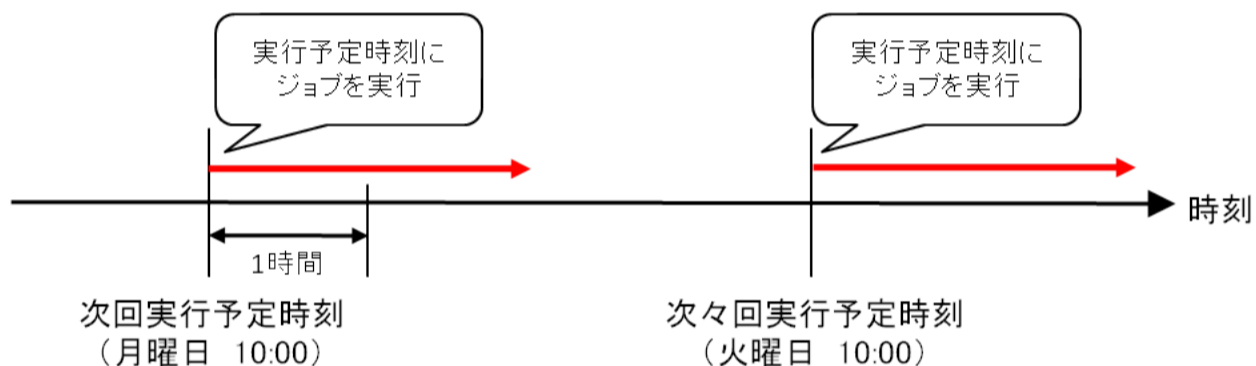 実行予定時刻に
ジョブを実行
実行予定時刻に
ジョブを実行
時刻
1時間
次回実行予定時刻
（月曜日 10:00）
次々回実行予定時刻
（火曜日 10:00）